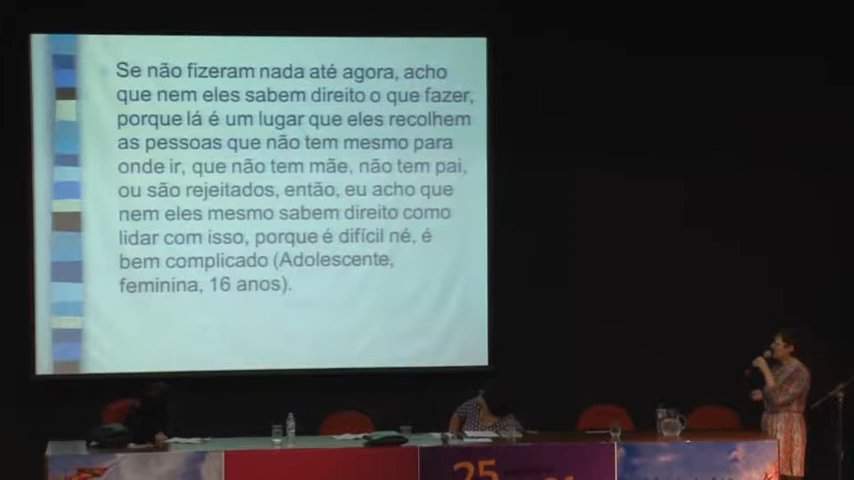 Se não fizeram nada até agora, acho
que nem eles sabem direito o que fazer,
porque lá é um lugar que eles recolhem
as pessoas que não tem mesmo para
onde ir, que não tem mãe, não tem pai,
ou são rejeitados, então, eu acho que
nem eles mesmo sabem direito como
lidar com isso, porque é difícil né, é
bem complicado (Adolescente,
feminina, 16 anos).
25